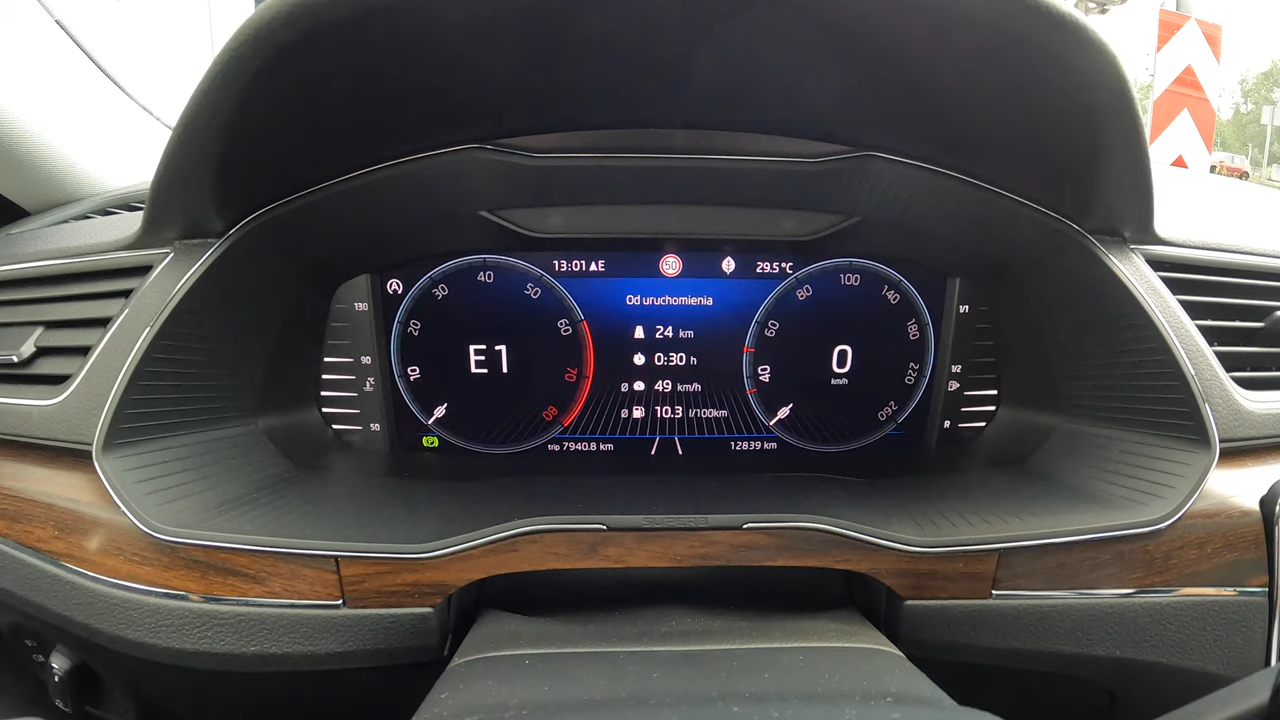 13:01 AE
50
29.5°C
Od uruchomienia
24 km
0:30 h
Ø 49 km/h
Ø 10.3 l/100km
trip 7940.8 km
12839 km
A
130
90
°C
50
10
20
30
40
50
60
70
80
E1
P
40
60
80
100
140
180
220
260
0
km/h
1/1
1/2
R
SUPERB